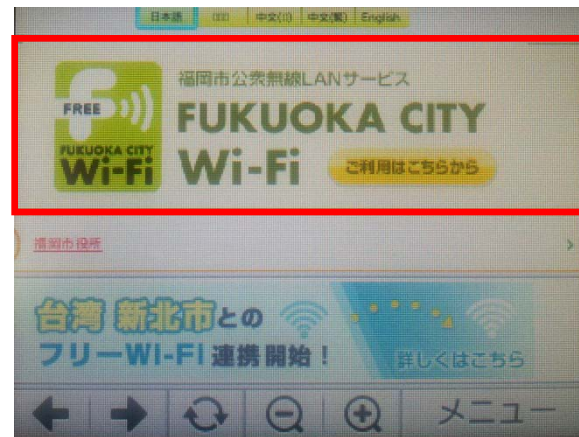 日本語 中文(繁) English
福岡市公衆無線LANサービス
FREE
FUKUOKA CITY
Wi-Fi
FUKUOKA CITY
Wi-Fi
ご利用はこちらから
福岡市役所
台湾 新北市との
フリーWi-Fi 連携開始！
詳しくはこちら
メニュー